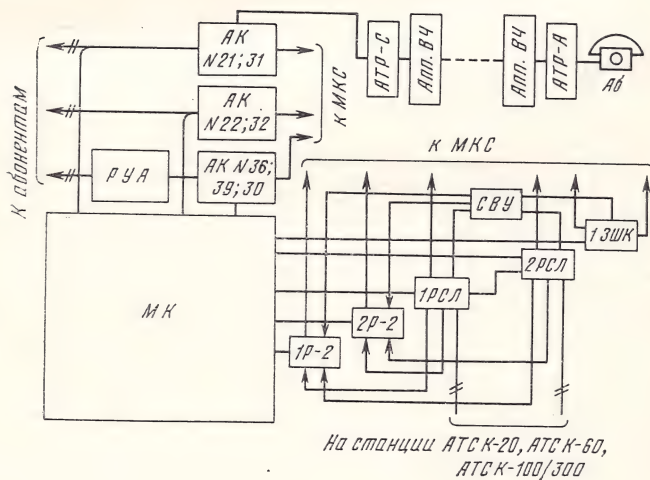 АК
N21;31
АТР-С
Апп. ВЧ
Апп. ВЧ
АТР-А
Аб
К абонентам
АК
N22;32
к МКС
РУА
АК N36;
39;30
к МКС
СВУ
1ЗШК
2РСЛ
1РСЛ
МК
2Р-2
1Р-2
На станции АТС К-20, АТС К-60,
АТС К-100/300